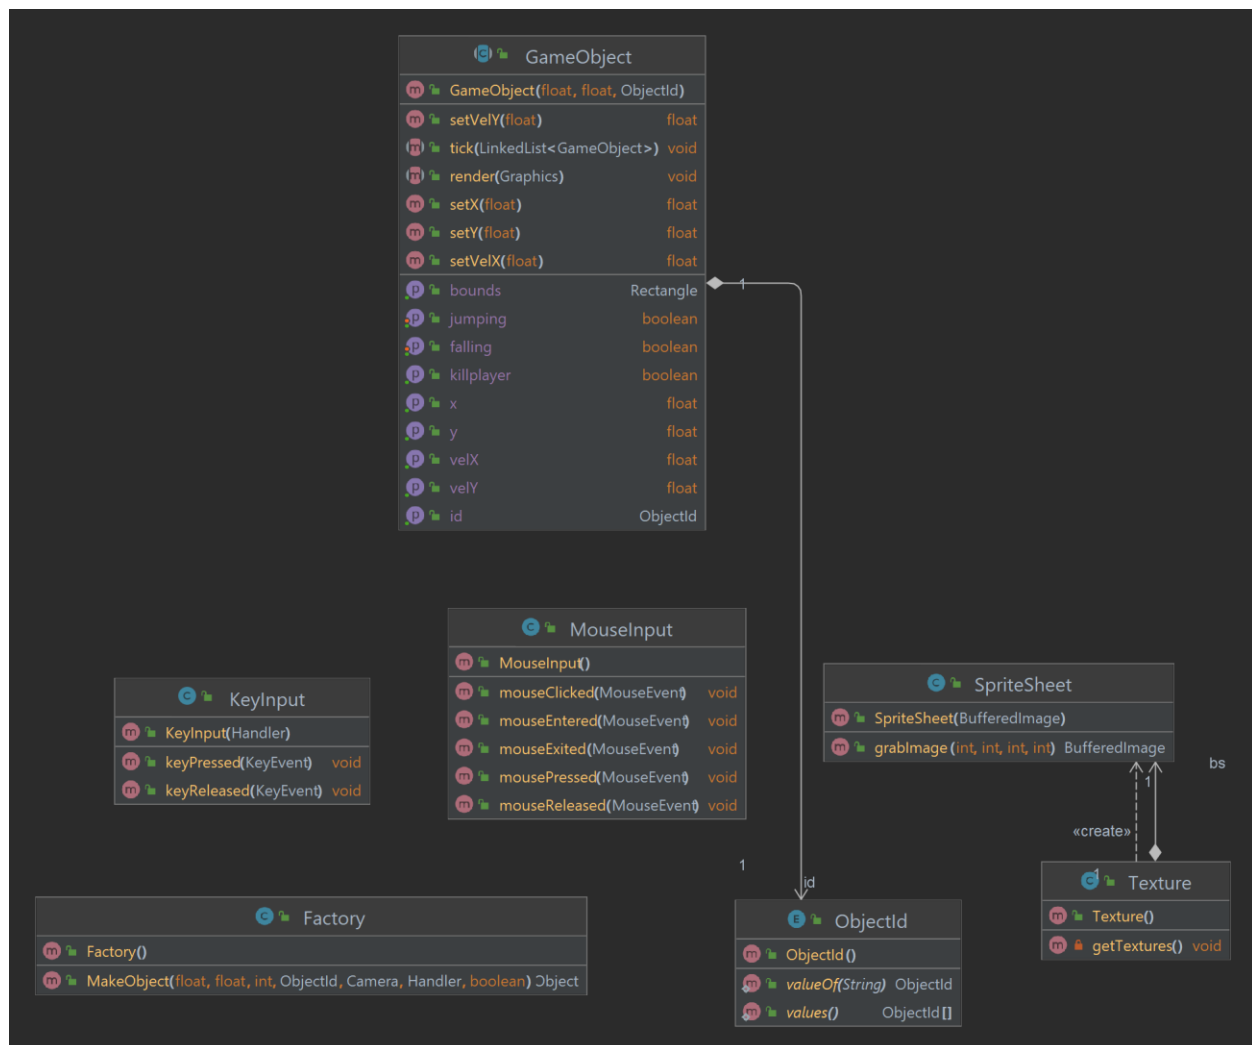 GameObject
GameObject(float, float, ObjectId)
setVelY(float) float
tick(LinkedList<GameObject>) void
render(Graphics) void
setX(float) float
setY(float) float
setVelX(float) float
bounds Rectangle
jumping boolean
falling boolean
killplayer boolean
x float
y float
velX float
velY float
id ObjectId
1
MouseInput
MouseInput()
mouseClicked(MouseEvent) void
mouseEntered(MouseEvent) void
mouseExited(MouseEvent) void
mousePressed(MouseEvent) void
mouseReleased(MouseEvent) void
KeyInput
KeyInput(Handler)
keyPressed(KeyEvent) void
keyReleased(KeyEvent) void
SpriteSheet
SpriteSheet(BufferedImage)
grabImage(int, int, int, int) BufferedImage
bs
1
«create»
1
Texture
Texture()
getTextures() void
1
id
Factory
Factory()
MakeObject(float, float, int, ObjectId, Camera, Handler, boolean) Object
ObjectId
ObjectId()
valueOf(String) ObjectId
values() ObjectId[]